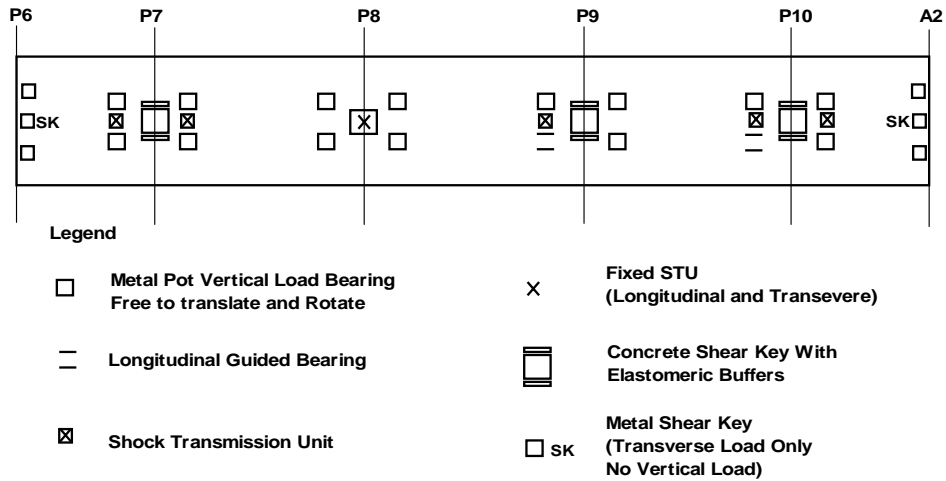 P6 P7 P8 P9 P10 A2
SK SK
Legend
Metal Pot Vertical Load Bearing
Free to translate and Rotate
Longitudinal Guided Bearing
Shock Transmission Unit
Fixed STU
(Longitudinal and Transevere)
Concrete Shear Key With
Elastomeric Buffers
SK
Metal Shear Key
(Transverse Load Only
No Vertical Load)